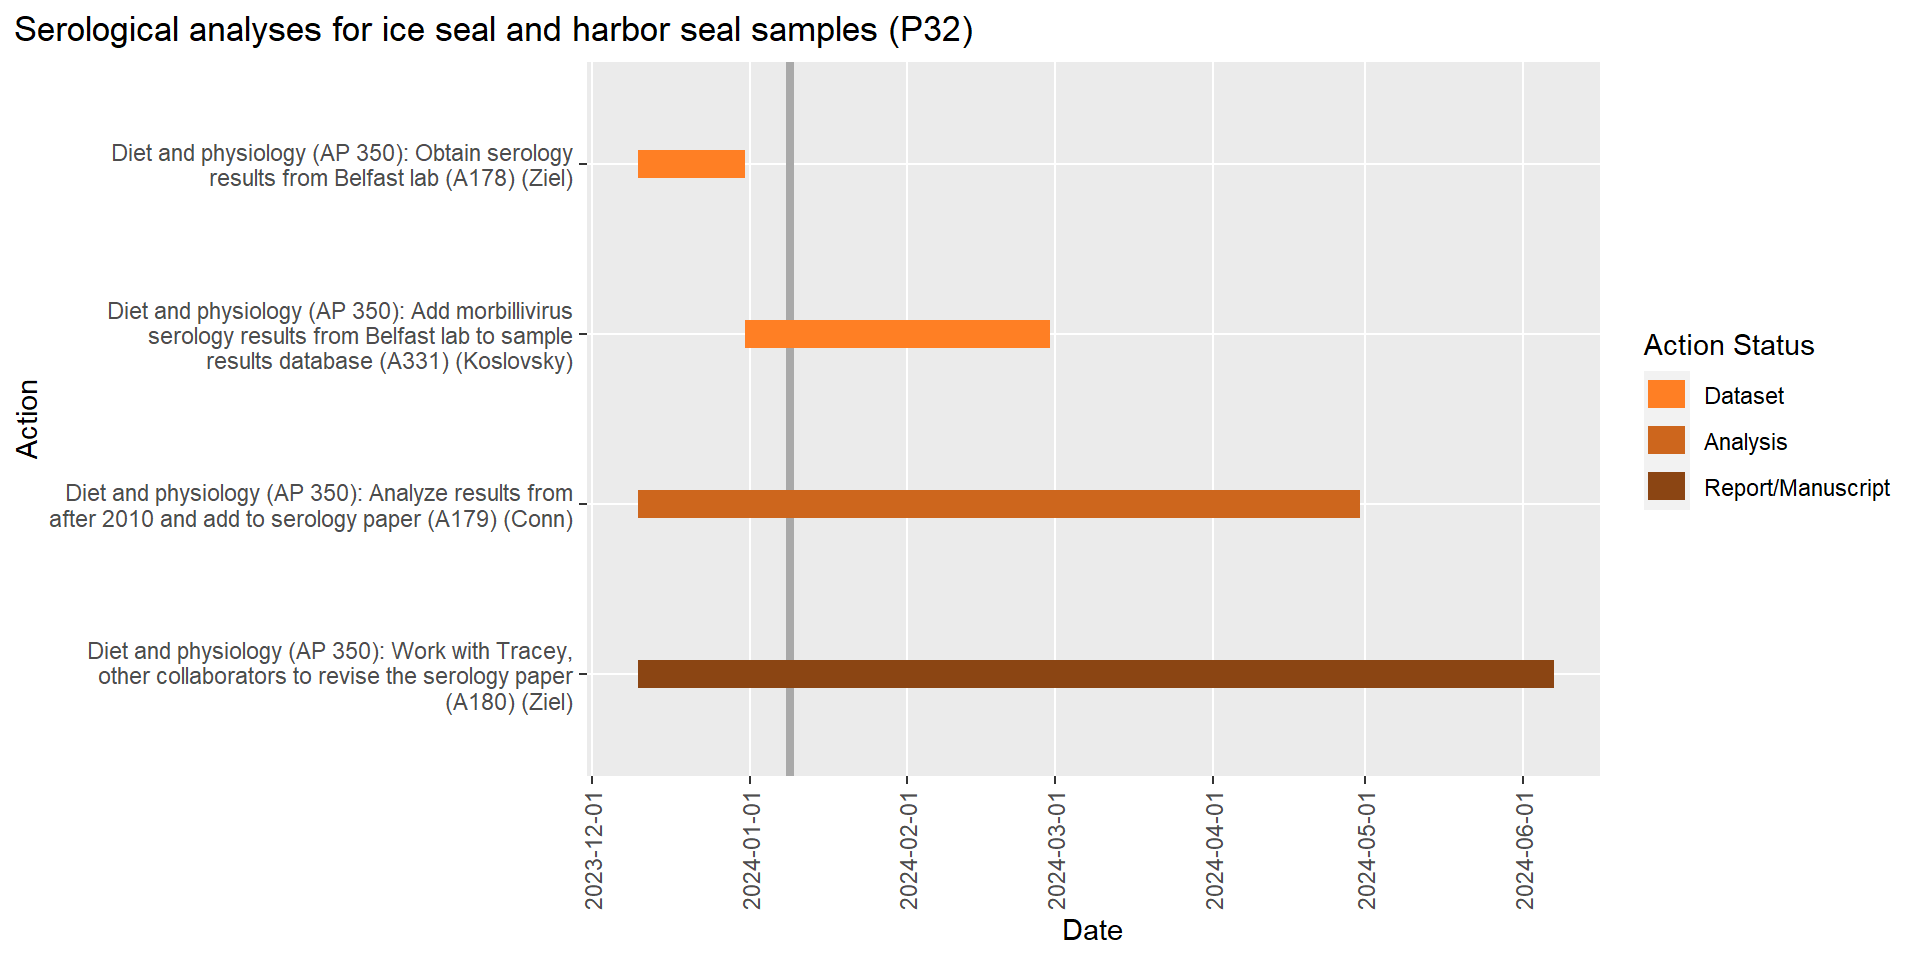 Serological analyses for ice seal and harbor seal samples (P32)
Diet and physiology (AP 350): Obtain serology
results from Belfast lab (A178) (Ziel)
Diet and physiology (AP 350): Add morbillivirus
serology results from Belfast lab to sample
results database (A331) (Koslovsky)
Diet and physiology (AP 350): Analyze results from
after 2010 and add to serology paper (A179) (Conn)
Diet and physiology (AP 350): Work with Tracey,
other collaborators to revise the serology paper
(A180) (Ziel)
Action
2023-12-01
2024-01-01
2024-02-01
2024-03-01
2024-04-01
2024-05-01
2024-06-01
Date
Action Status
Dataset
Analysis
Report/Manuscript